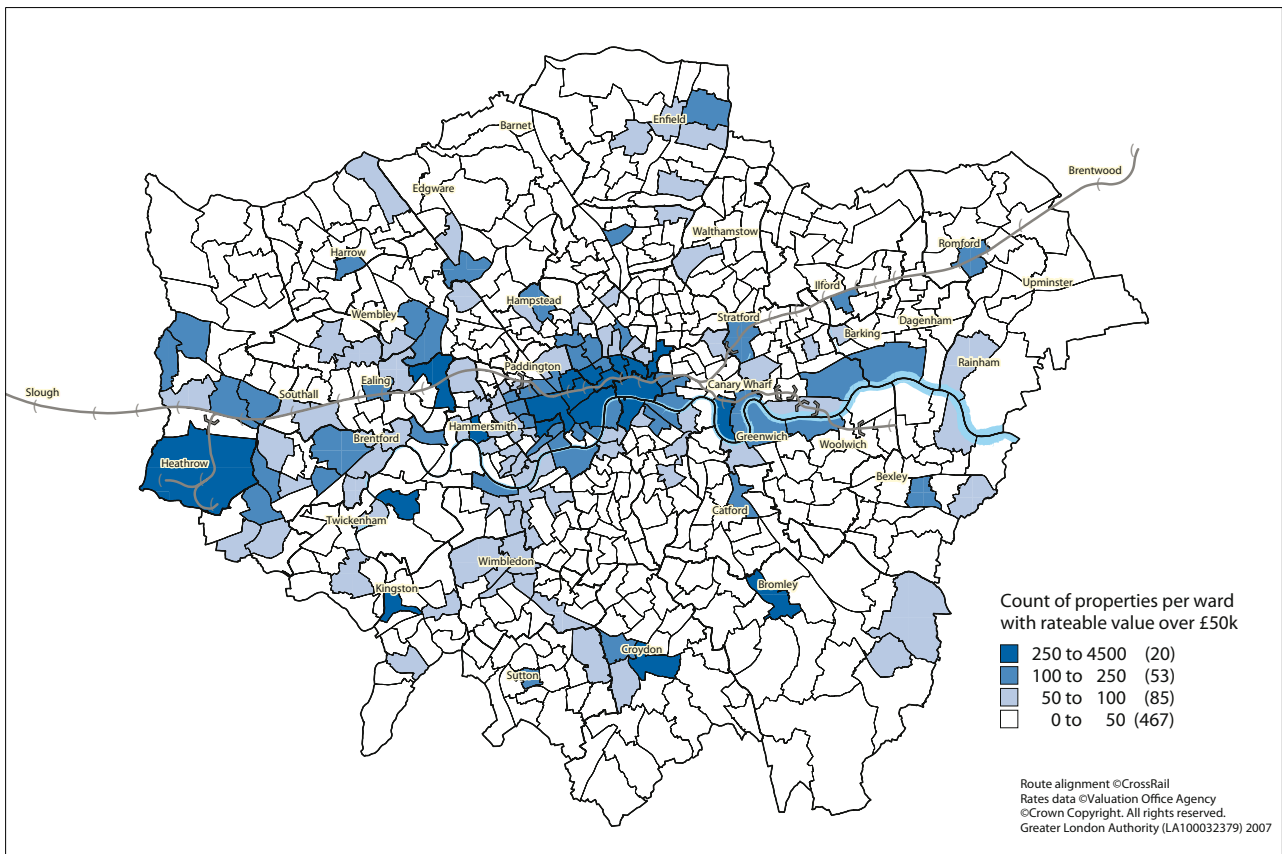 Barnet
Enfield
Brentwood
Edgware
Walthamstow
Harrow
Romford
Upminster
Ilford
Hampstead
Wembley
Stratford
Dagenham
Barking
Rainham
Paddington
Ealing
Canary Wharf
Slough
Southall
Hammersmith
Brentford
Greenwich
Woolwich
Heathrow
Bexley
Twickenham
Catford
Wimbledon
Kingston
Bromley
Croydon
Sutton
Count of properties per ward
with rateable value over £50k
250 to 4500 (20)
100 to 250 (53)
50 to 100 (85)
0 to 50 (467)
Route alignment ©CrossRail
Rates data ©Valuation Office Agency
©Crown Copyright. All rights reserved.
Greater London Authority (LA100032379) 2007